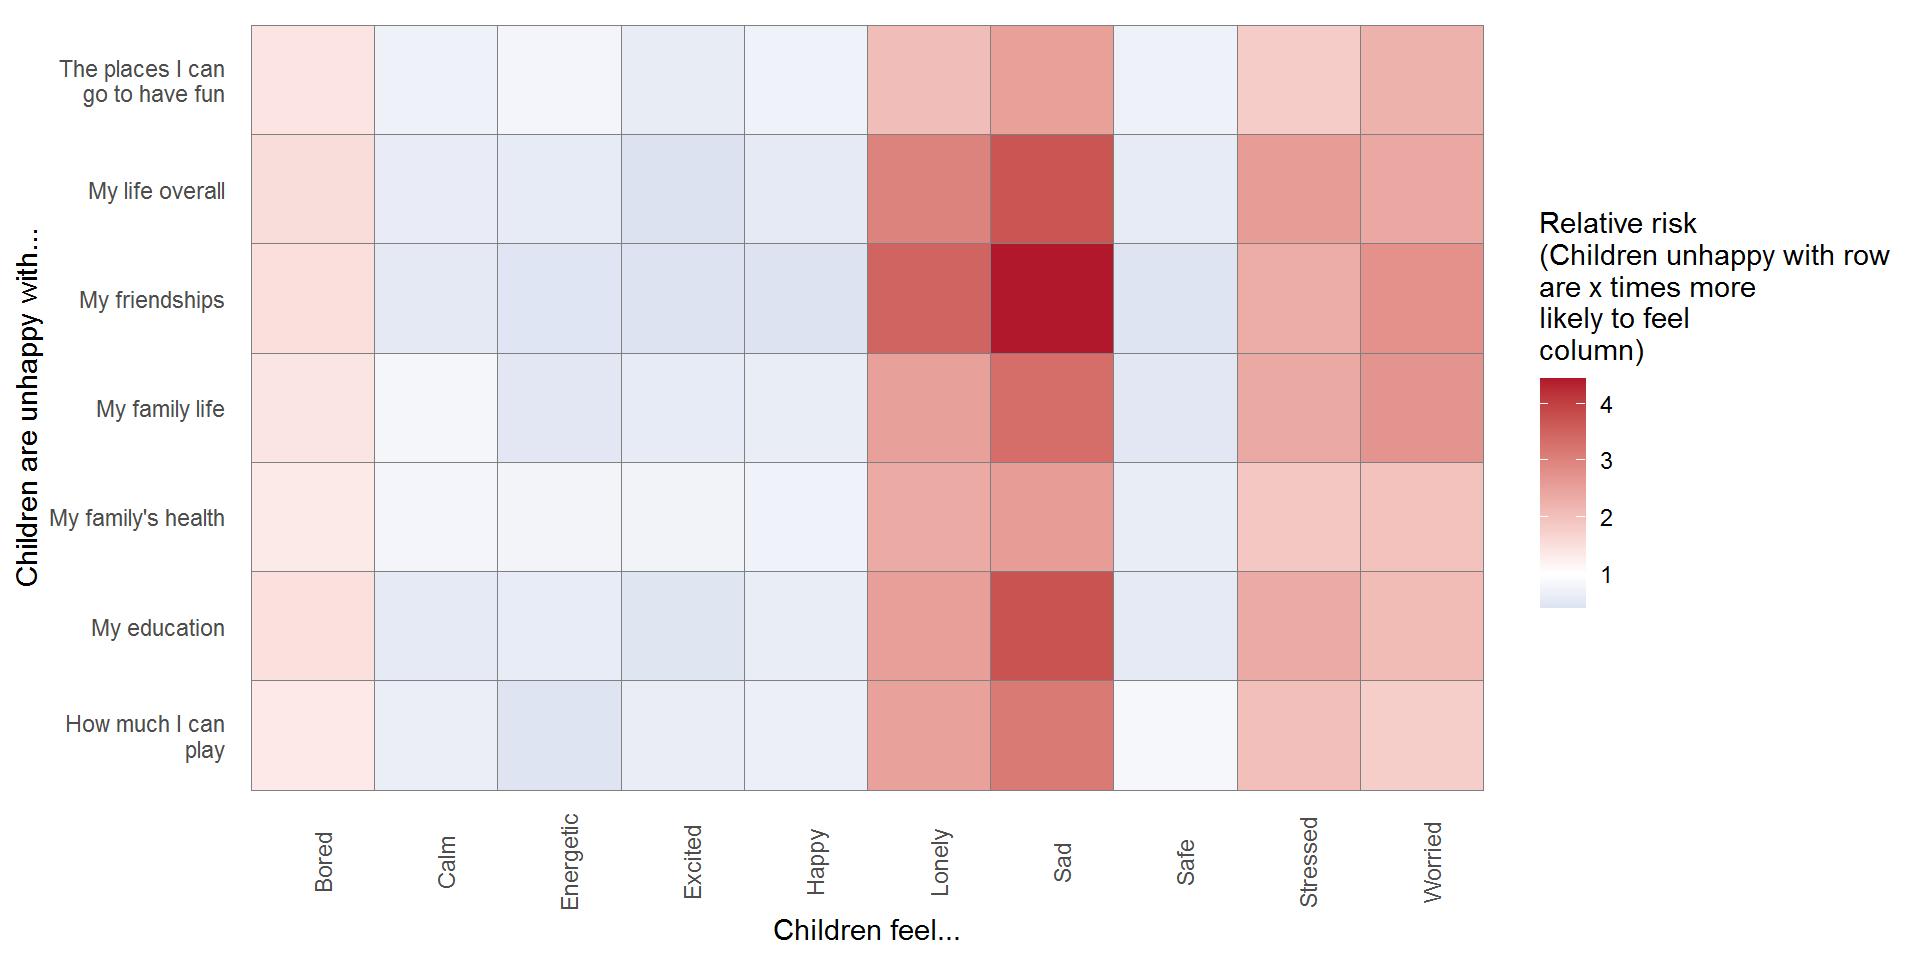 The places I can
go to have fun
My life overall
My friendships
My family life
My family's health
My education
How much I can
play
Children are unhappy with...
Bored
Calm
Energetic
Excited
Happy
Lonely
Sad
Safe
Stressed
Worried
Children feel...
Relative risk
(Children unhappy with row
are x times more
likely to feel
column)
4
3
2
1